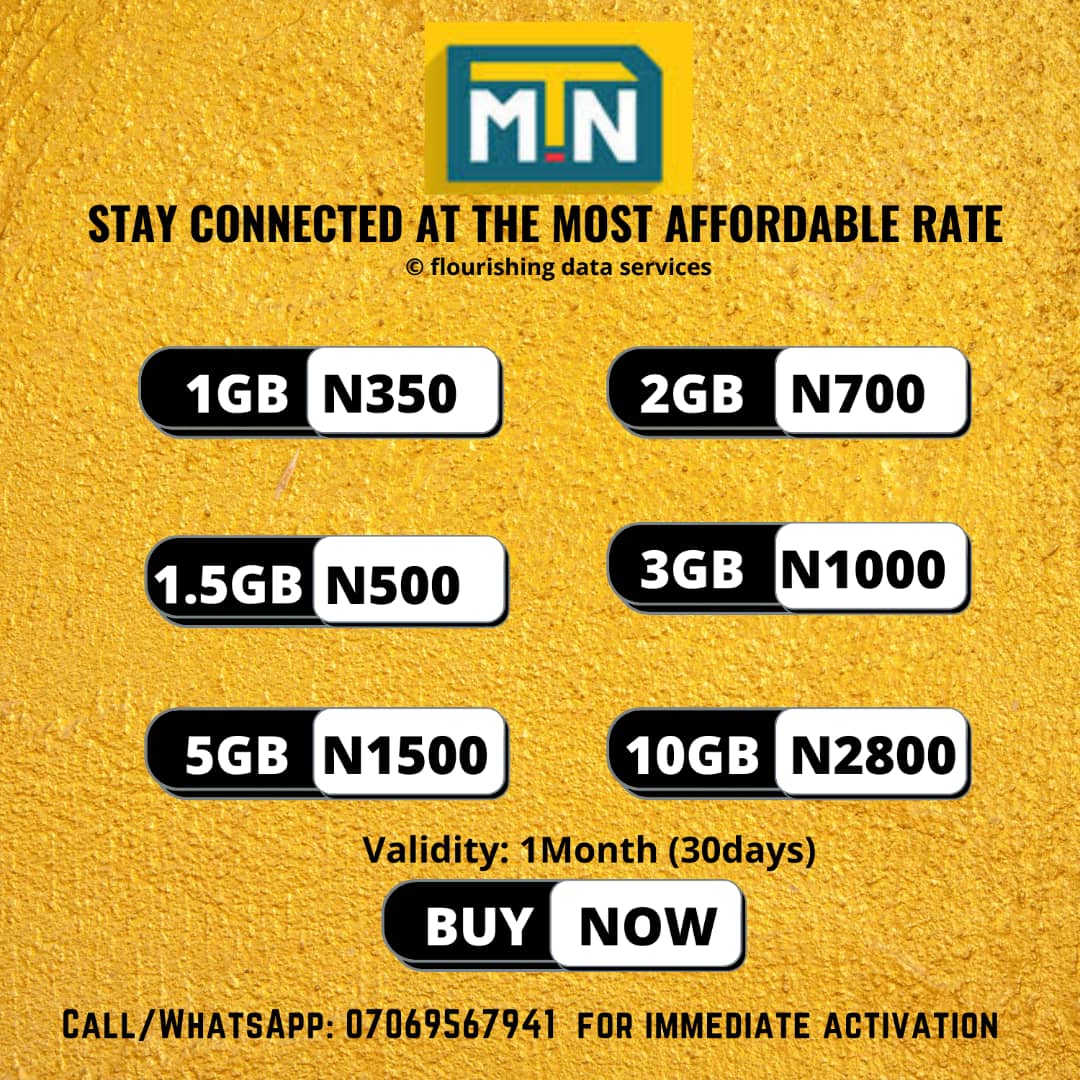 MTN
STAY CONNECTED AT THE MOST AFFORDABLE RATE
© flourishing data services
1GB N350
2GB N700
1.5GB N500
3GB N1000
5GB N1500
10GB N2800
Validity: 1Month (30days)
BUY NOW
CALL/WHATSAPP: 07069567941 FOR IMMEDIATE ACTIVATION